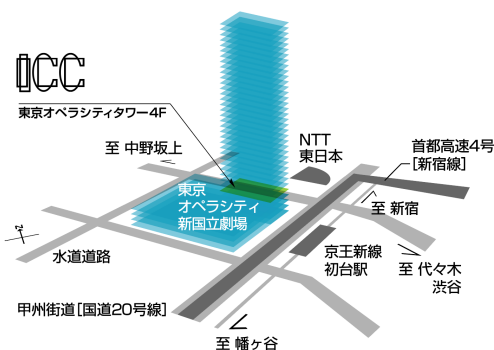 ICC
東京オペラシティタワー4F
至 中野坂上
NTT
東日本
首都高速4号
[新宿線]
東京
オペラシティ
新国立劇場
至 新宿
N
水道道路
京王新線
初台駅
至 代々木
渋谷
甲州街道[国道20号線]
至 幡ヶ谷